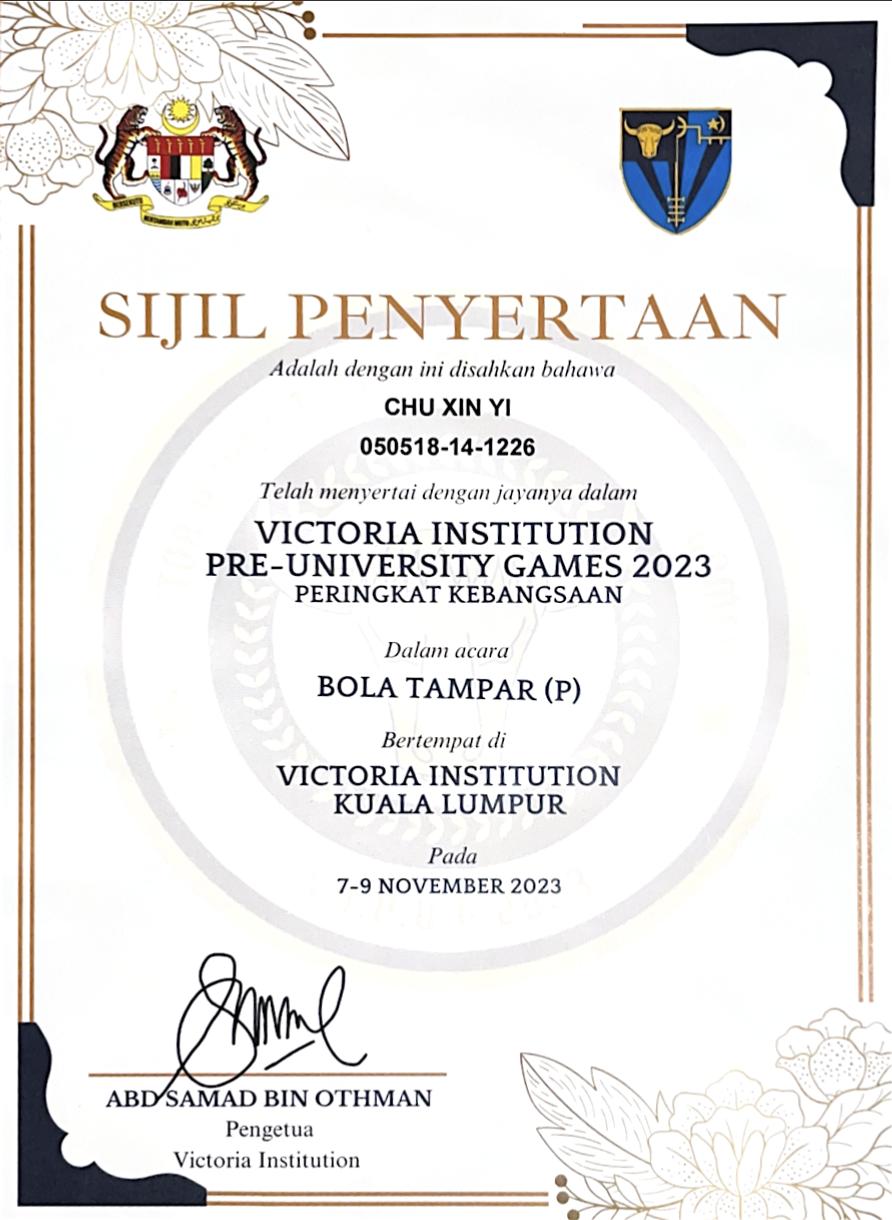 BERSEKUTU BERTAMBAH MUTU
SIJIL PENYERTAAN
Adalah dengan ini disahkan bahawa
CHU XIN YI
050518-14-1226
Telah menyertai dengan jayanya dalam
VICTORIA INSTITUTION
PRE-UNIVERSITY GAMES 2023
PERINGKAT KEBANGSAAN
Dalam acara
BOLA TAMPAR (P)
Bertempat di
VICTORIA INSTITUTION
KUALA LUMPUR
Pada
7-9 NOVEMBER 2023
ABD SAMAD BIN OTHMAN
Pengetua
Victoria Institution